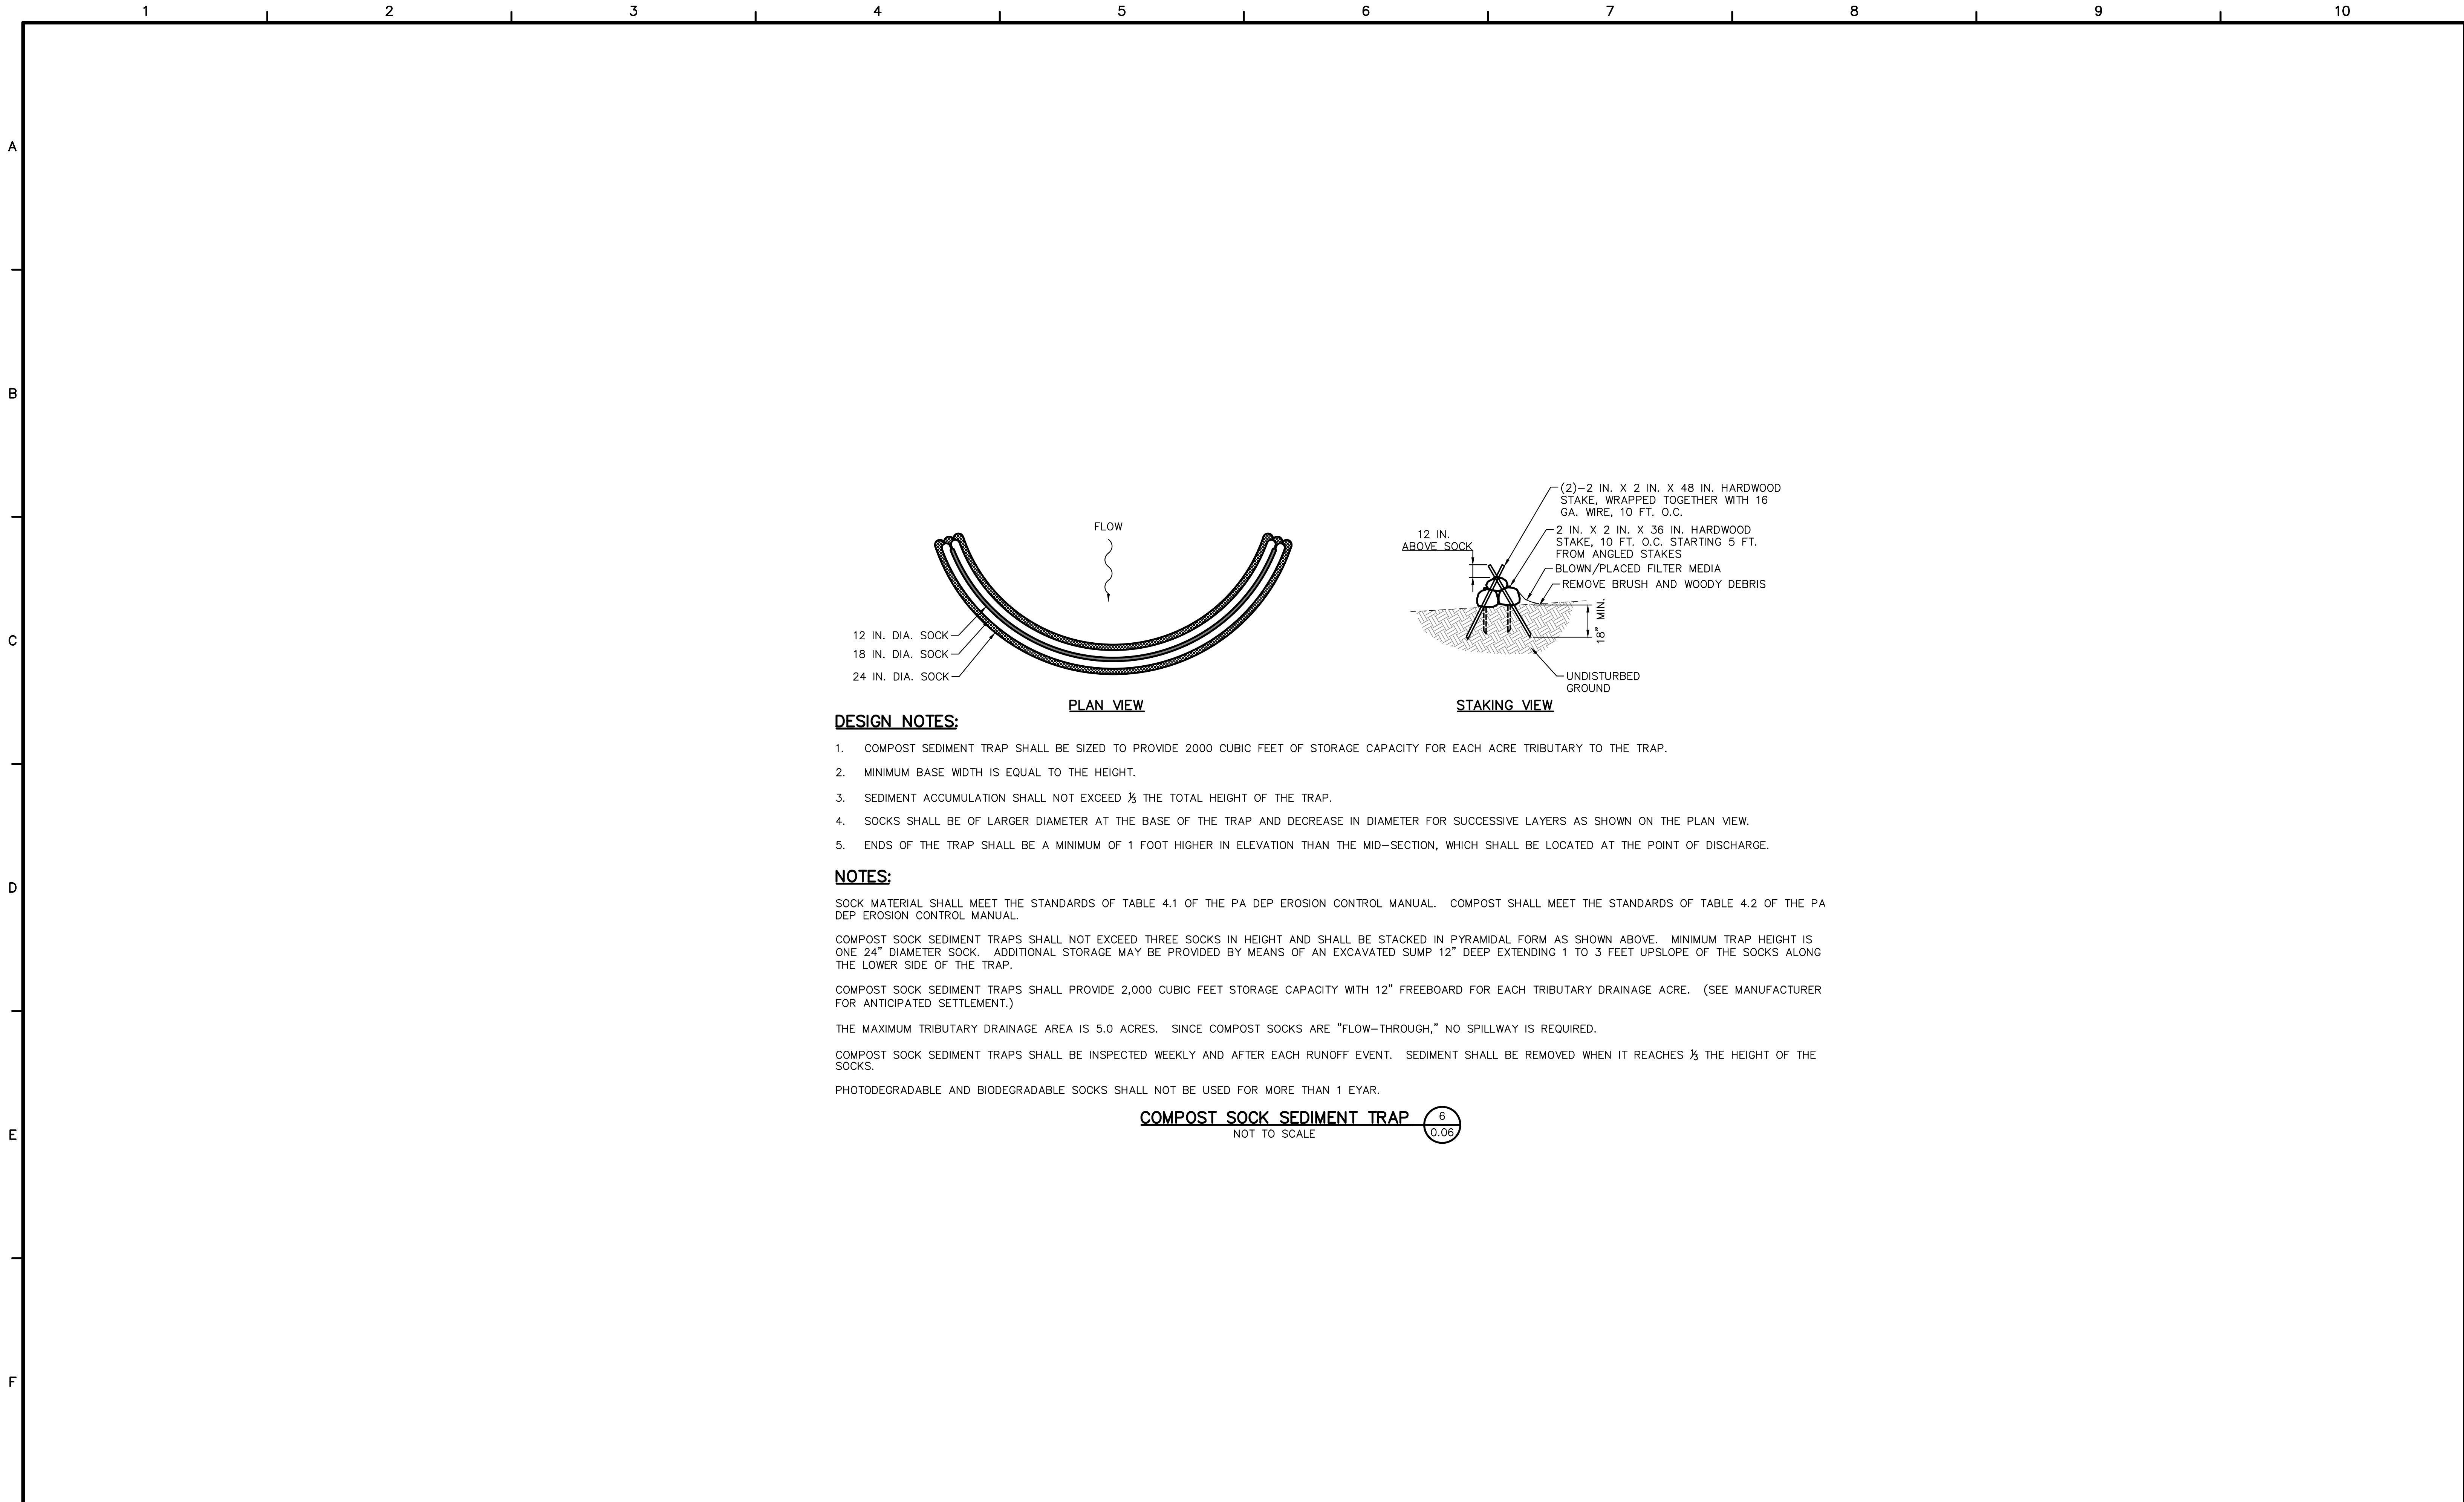 1 2 3 4 5 6 7 8 9 10
A
B
C
D
E
F
FLOW
12 IN. DIA. SOCK
18 IN. DIA. SOCK
24 IN. DIA. SOCK
PLAN VIEW
(2)-2 IN. X 2 IN. X 48 IN. HARDWOOD
STAKE, WRAPPED TOGETHER WITH 16
GA. WIRE, 10 FT. O.C.
12 IN.
ABOVE SOCK
2 IN. X 2 IN. X 36 IN. HARDWOOD
STAKE, 10 FT. O.C. STARTING 5 FT.
FROM ANGLED STAKES
BLOWN/PLACED FILTER MEDIA
REMOVE BRUSH AND WOODY DEBRIS
18" MIN.
UNDISTURBED
GROUND
STAKING VIEW
DESIGN NOTES:
1. COMPOST SEDIMENT TRAP SHALL BE SIZED TO PROVIDE 2000 CUBIC FEET OF STORAGE CAPACITY FOR EACH ACRE TRIBUTARY TO THE TRAP.
2. MINIMUM BASE WIDTH IS EQUAL TO THE HEIGHT.
3. SEDIMENT ACCUMULATION SHALL NOT EXCEED ⅓ THE TOTAL HEIGHT OF THE TRAP.
4. SOCKS SHALL BE OF LARGER DIAMETER AT THE BASE OF THE TRAP AND DECREASE IN DIAMETER FOR SUCCESSIVE LAYERS AS SHOWN ON THE PLAN VIEW.
5. ENDS OF THE TRAP SHALL BE A MINIMUM OF 1 FOOT HIGHER IN ELEVATION THAN THE MID-SECTION, WHICH SHALL BE LOCATED AT THE POINT OF DISCHARGE.
NOTES:
SOCK MATERIAL SHALL MEET THE STANDARDS OF TABLE 4.1 OF THE PA DEP EROSION CONTROL MANUAL. COMPOST SHALL MEET THE STANDARDS OF TABLE 4.2 OF THE PA
DEP EROSION CONTROL MANUAL.
COMPOST SOCK SEDIMENT TRAPS SHALL NOT EXCEED THREE SOCKS IN HEIGHT AND SHALL BE STACKED IN PYRAMIDAL FORM AS SHOWN ABOVE. MINIMUM TRAP HEIGHT IS
ONE 24" DIAMETER SOCK. ADDITIONAL STORAGE MAY BE PROVIDED BY MEANS OF AN EXCAVATED SUMP 12" DEEP EXTENDING 1 TO 3 FEET UPSLOPE OF THE SOCKS ALONG
THE LOWER SIDE OF THE TRAP.
COMPOST SOCK SEDIMENT TRAPS SHALL PROVIDE 2,000 CUBIC FEET STORAGE CAPACITY WITH 12" FREEBOARD FOR EACH TRIBUTARY DRAINAGE ACRE. (SEE MANUFACTURER
FOR ANTICIPATED SETTLEMENT.)
THE MAXIMUM TRIBUTARY DRAINAGE AREA IS 5.0 ACRES. SINCE COMPOST SOCKS ARE "FLOW-THROUGH," NO SPILLWAY IS REQUIRED.
COMPOST SOCK SEDIMENT TRAPS SHALL BE INSPECTED WEEKLY AND AFTER EACH RUNOFF EVENT. SEDIMENT SHALL BE REMOVED WHEN IT REACHES ⅓ THE HEIGHT OF THE
SOCKS.
PHOTODEGRADABLE AND BIODEGRADABLE SOCKS SHALL NOT BE USED FOR MORE THAN 1 EYAR.
COMPOST SOCK SEDIMENT TRAP
NOT TO SCALE
6
0.06